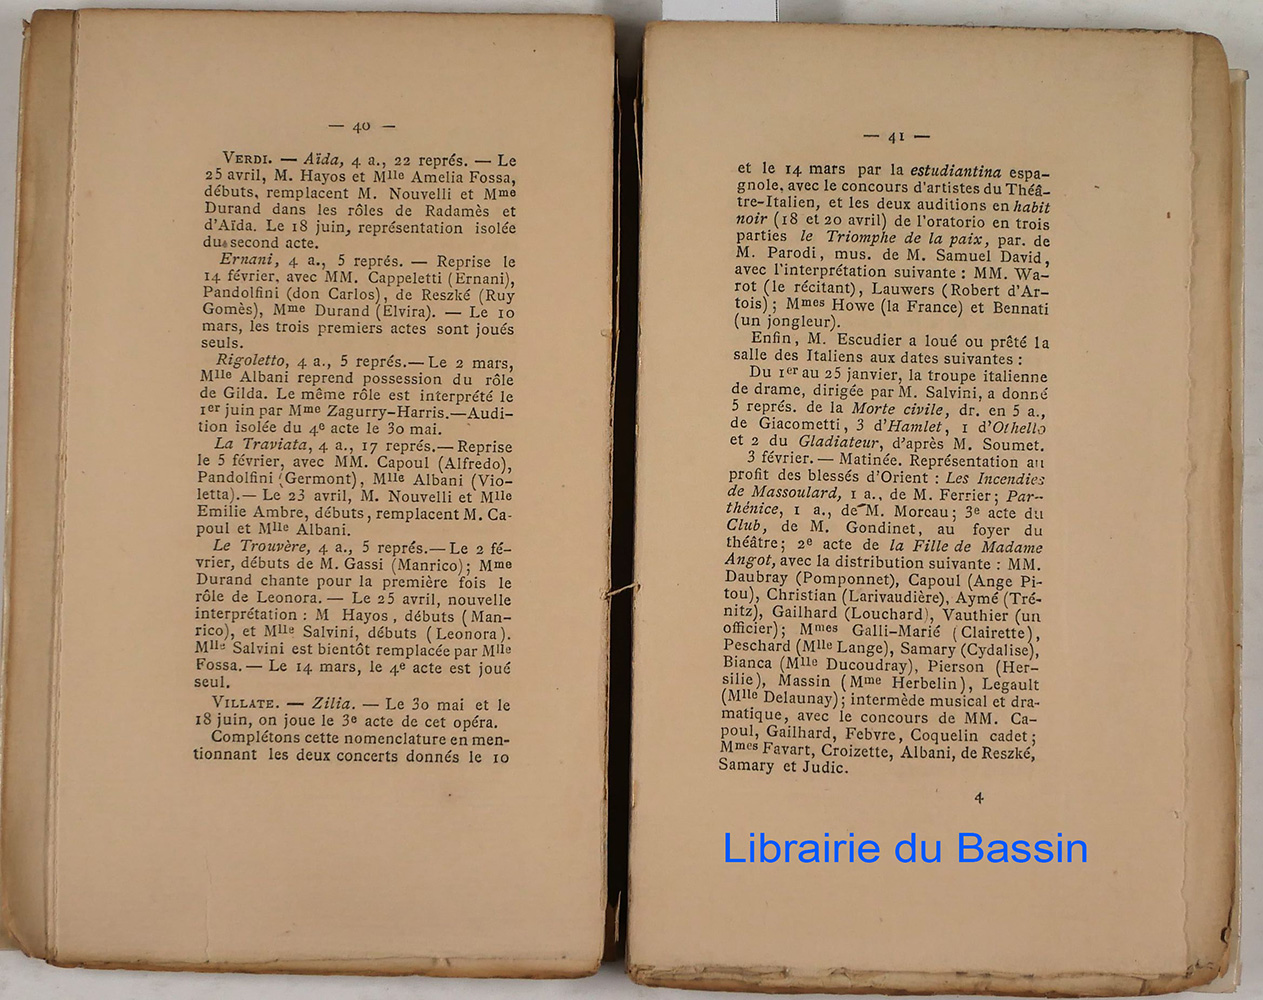 — 40 —
VERDI. — Aïda, 4 a., 22 représ. — Le
25 avril, M. Hayos et Mlle Amelia Fossa,
débuts, remplacent M. Nouvelli et Mme
Durand dans les rôles de Radamès et
d'Aïda. Le 18 juin, représentation isolée
du second acte.
Ernani, 4 a., 5 représ. — Reprise le
14 février, avec MM. Cappeletti (Ernani),
Pandolfini (don Carlos), de Reszké (Ruy
Gomès), Mme Durand (Elvira). — Le 10
mars, les trois premiers actes sont joués
seuls.
Rigoletto, 4 a., 5 représ.— Le 2 mars,
Mlle Albani reprend possession du rôle
de Gilda. Le même rôle est interprété le
1er juin par Mme Zagurry-Harris.—Audi-
tion isolée du 4e acte le 30 mai.
La Traviata, 4 a., 17 représ.— Reprise
le 5 février, avec MM. Capoul (Alfredo),
Pandolfini (Germont), Mlle Albani (Vio-
letta).— Le 23 avril, M. Nouvelli et Mlle
Emilie Ambre, débuts, remplacent M. Ca-
poul et Mlle Albani.
Le Trouvère, 4 a., 5 représ.— Le 2 fé-
vrier, débuts de M. Gassi (Manrico); Mme
Durand chante pour la première fois le
rôle de Leonora. — Le 25 avril, nouvelle
interprétation : M Hayos, débuts (Man-
rico), et Mlle Salvini, débuts (Leonora).
Mlle Salvini est bientôt remplacée par Mlle
Fossa. — Le 14 mars, le 4e acte est joué
seul.
VILLATE. — Zilia. — Le 30 mai et le
18 juin, on joue le 3e acte de cet opéra.
Complétons cette nomenclature en men-
tionnant les deux concerts donnés le 10
— 41 —
et le 14 mars par la estudiantina espa-
gnole, avec le concours d'artistes du Théâ-
tre-Italien, et les deux auditions en habit
noir (18 et 20 avril) de l'oratorio en trois
parties le Triomphe de la paix, par. de
M. Parodi, mus. de M. Samuel David,
avec l'interprétation suivante : MM. Wa-
rot (le récitant), Lauwers (Robert d'Ar-
tois); Mmes Howe (la France) et Bennati
(un jongleur).
Enfin, M. Escudier a loué ou prêté la
salle des Italiens aux dates suivantes :
Du 1er au 25 janvier, la troupe italienne
de drame, dirigée par M. Salvini, a donné
5 représ. de la Morte civile, dr. en 5 a.,
de Giacometti, 3 d'Hamlet, 1 d'Othello
et 2 du Gladiateur, d'après M. Soumet.
3 février. — Matinée. Représentation au
profit des blessés d'Orient : Les Incendies
de Massoulard, 1 a., de M. Ferrier; Par-
thénice, 1 a., de M. Moreau; 3e acte du
Club, de M. Gondinet, au foyer du
théâtre; 2e acte de la Fille de Madame
Angot, avec la distribution suivante : MM.
Daubray (Pomponnet), Capoul (Ange Pi-
tou), Christian (Larivaudière), Aymé (Tré-
nitz), Gailhard (Louchard), Vauthier (un
officier); Mmes Galli-Marié (Clairette),
Peschard (Mlle Lange), Samary (Cydalise),
Bianca (Mlle Ducoudray), Pierson (Her-
silie), Massin (Mme Herbelin), Legault
(Mlle Delaunay); intermède musical et dra-
matique, avec le concours de MM. Ca-
poul, Gailhard, Febvre, Coquelin cadet;
Mmes Favart, Croizette, Albani, de Reszké,
Samary et Judic.
4
Librairie du Bassin